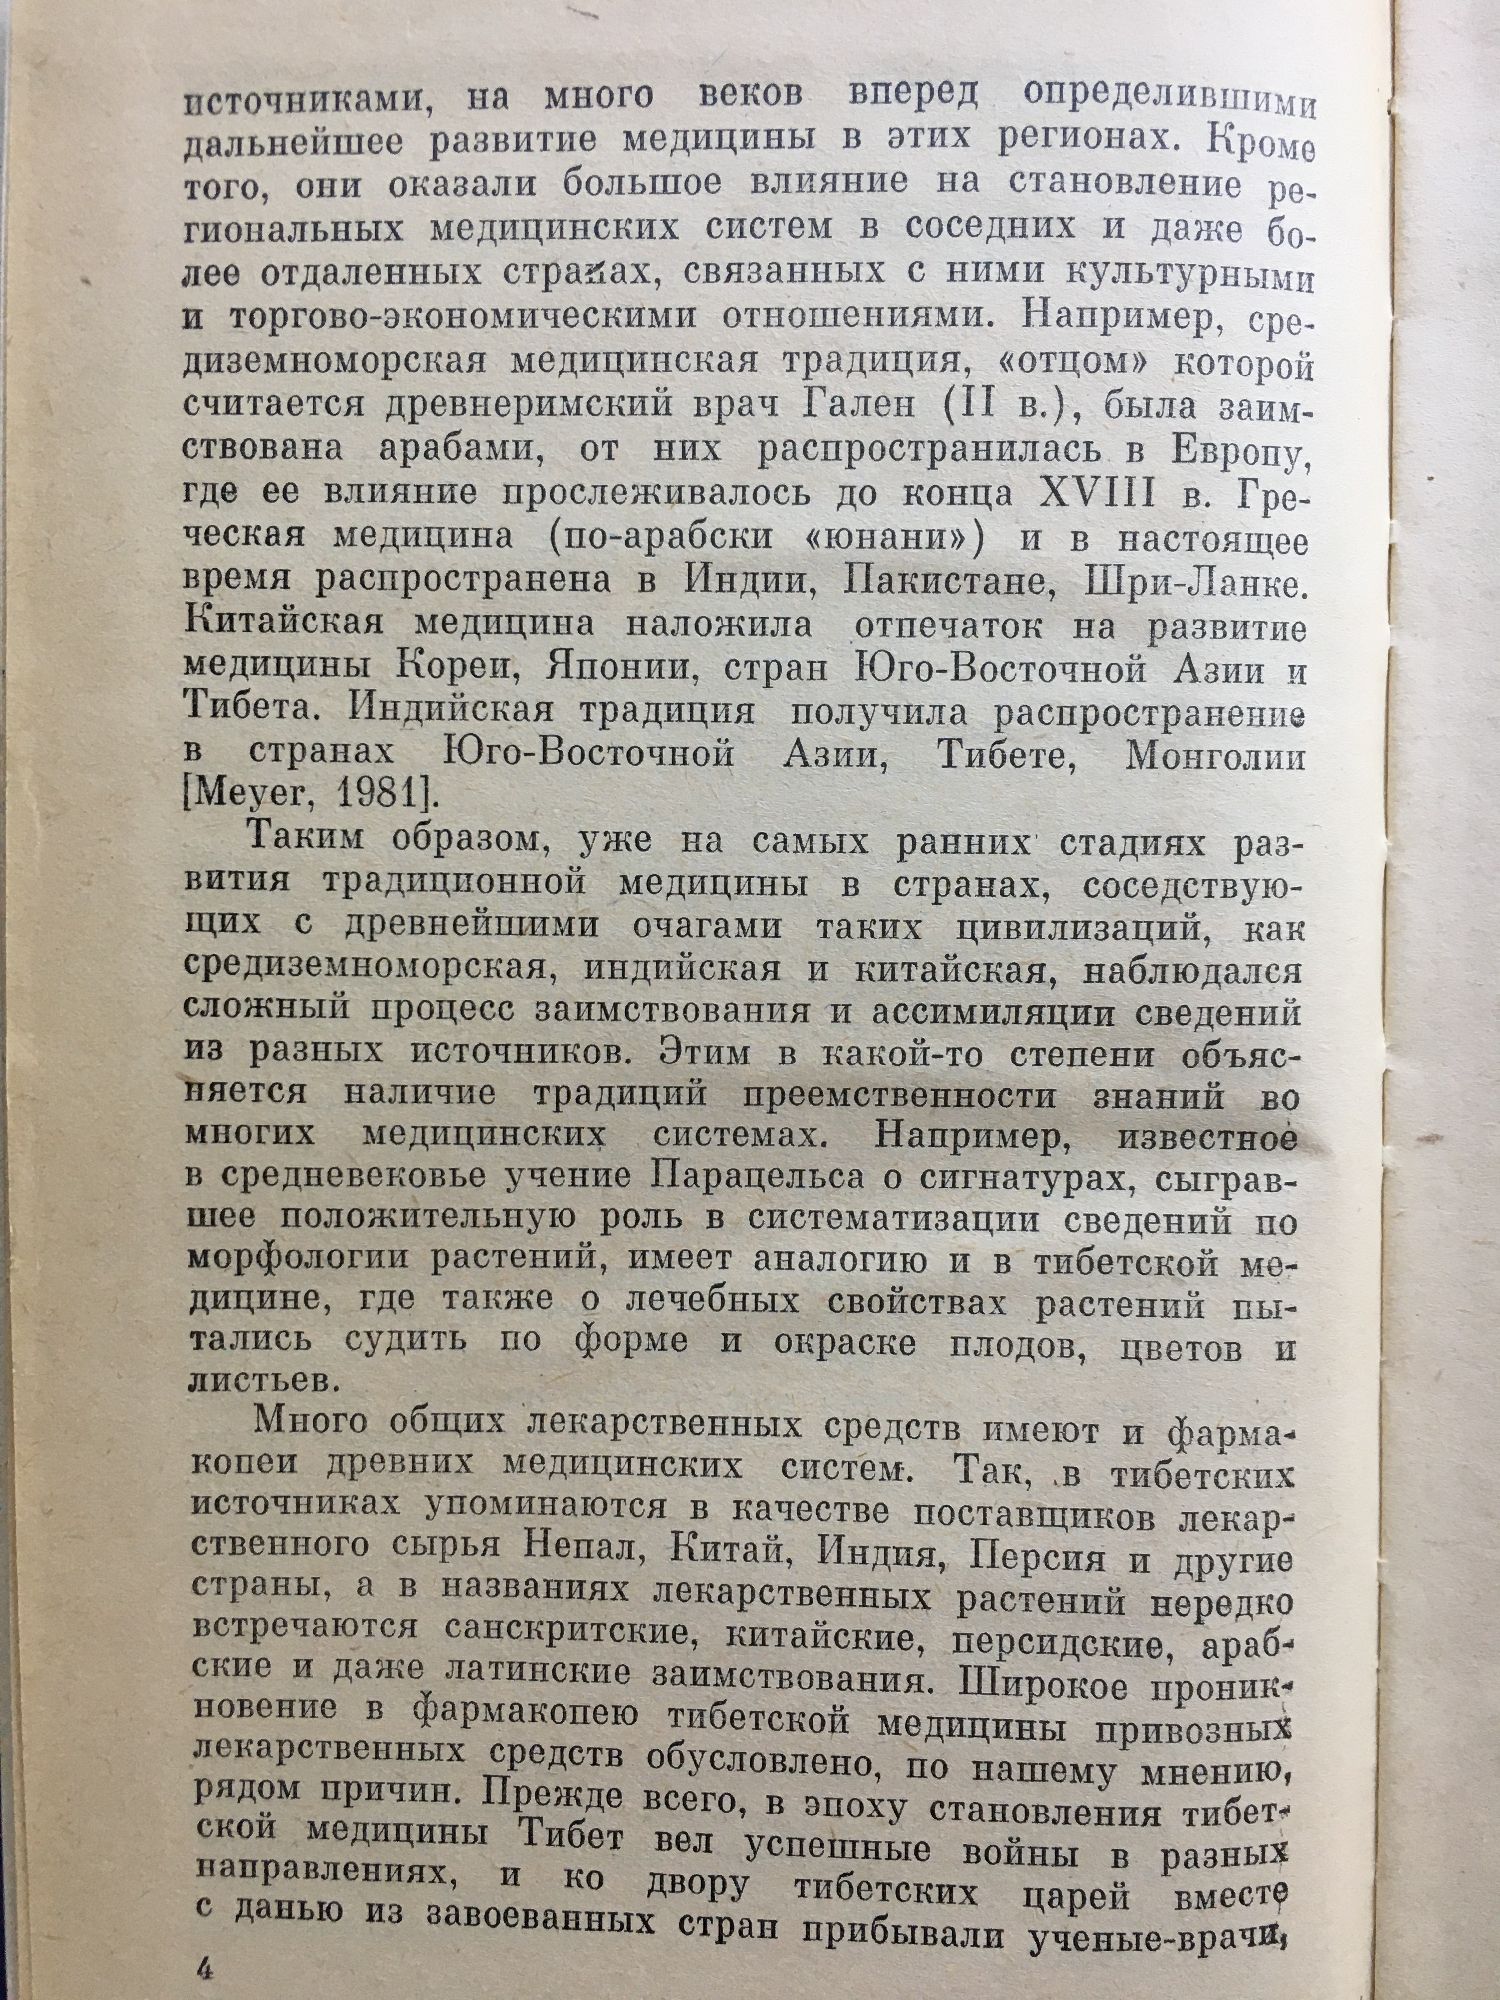 источниками, на много веков вперед определившими
дальнейшее развитие медицины в этих регионах. Кроме
того, они оказали большое влияние на становление ре-
гиональных медицинских систем в соседних и даже бо-
лее отдаленных странах, связанных с ними культурными
и торгово-экономическими отношениями. Например, сре-
диземноморская медицинская традиция, «отцом» которой
считается древнеримский врач Гален (II в.), была заим-
ствована арабами, от них распространилась в Европу,
где ее влияние прослеживалось до конца XVIII в. Гре-
ческая медицина (по-арабски «юнани») и в настоящее
время распространена в Индии, Пакистане, Шри-Ланке.
Китайская медицина наложила отпечаток на развитие
медицины Кореи, Японии, стран Юго-Восточной Азии и
Тибета. Индийская традиция получила распространение
в странах Юго-Восточной Азии, Тибете, Монголии
[Meyer, 1981].
Таким образом, уже на самых ранних стадиях раз-
вития традиционной медицины в странах, соседствую-
щих с древнейшими очагами таких цивилизаций, как
средиземноморская, индийская и китайская, наблюдался
сложный процесс заимствования и ассимиляции сведений
из разных источников. Этим в какой-то степени объяс-
няется наличие традиций преемственности знаний во
многих медицинских системах. Например, известное
в средневековье учение Парацельса о сигнатурах, сыграв-
шее положительную роль в систематизации сведений по
морфологии растений, имеет аналогию и в тибетской ме-
дицине, где также о лечебных свойствах растений пы-
тались судить по форме и окраске плодов, цветов и
листьев.
Много общих лекарственных средств имеют и фарма-
копеи древних медицинских систем. Так, в тибетских
источниках упоминаются в качестве поставщиков лекар-
ственного сырья Непал, Китай, Индия, Персия и другие
страны, а в названиях лекарственных растений нередко
встречаются санскритские, китайские, персидские, араб-
ские и даже латинские заимствования. Широкое проник-
новение в фармакопею тибетской медицины привозных
лекарственных средств обусловлено, по нашему мнению,
рядом причин. Прежде всего, в эпоху становления тибет-
ской медицины Тибет вел успешные войны в разных
направлениях, и ко двору тибетских царей вместе
с данью из завоеванных стран прибывали ученые-врачи,
4